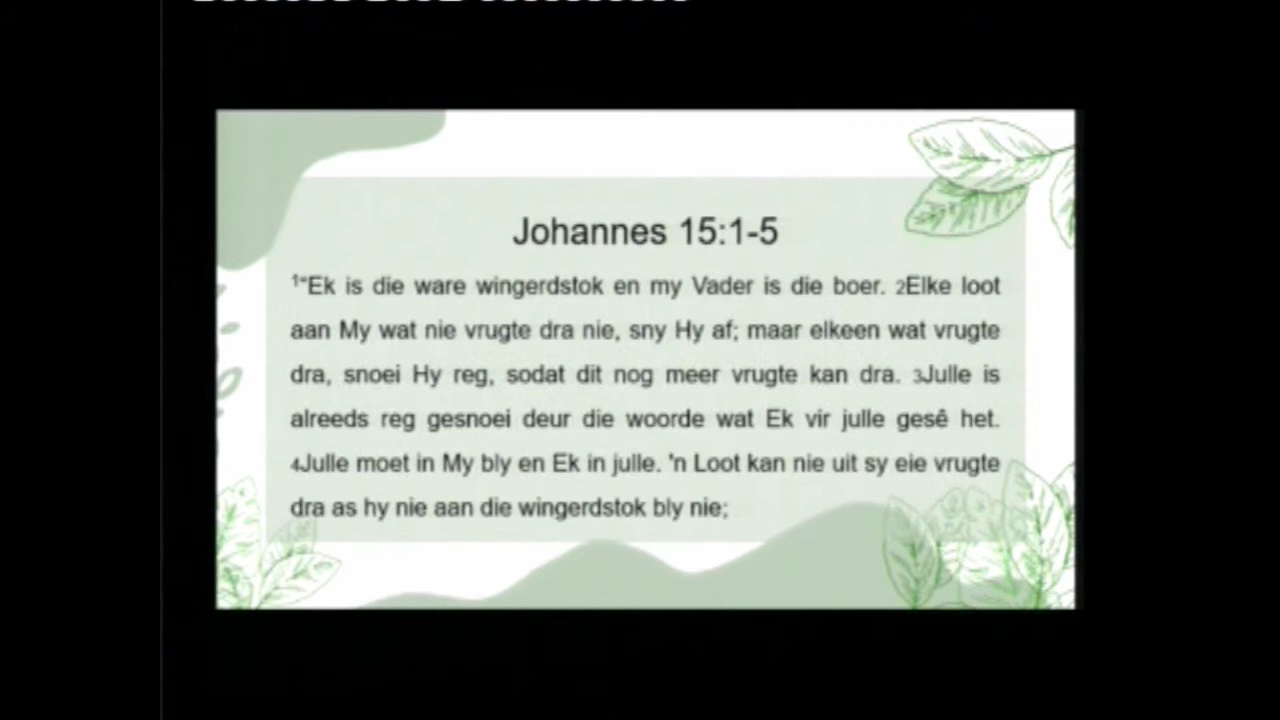 Johannes 15:1-5
1“Ek is die ware wingerdstok en my Vader is die boer. 2Elke loot
aan My wat nie vrugte dra nie, sny Hy af; maar elkeen wat vrugte
dra, snoei Hy reg, sodat dit nog meer vrugte kan dra. 3Julle is
alreeds reg gesnoei deur die woorde wat Ek vir julle gesê het.
4Julle moet in My bly en Ek in julle. 'n Loot kan nie uit sy eie vrugte
dra as hy nie aan die wingerdstok bly nie;